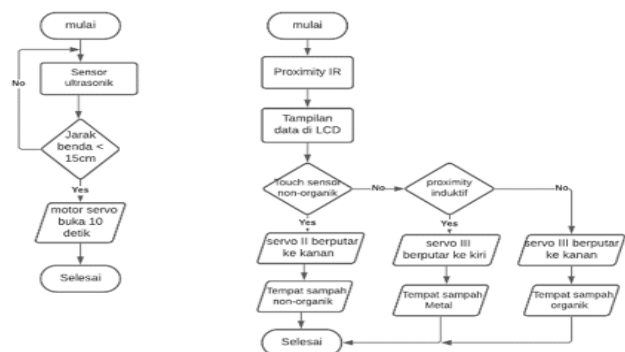 mulai
Sensor
ultrasonik
No
Jarak
benda <
15cm
Yes
motor servo
buka 10
detik
Selesai
mulai
Proximity IR
Tampilan
data di LCD
Touch sensor
non-organik
No
proximity
induktif
No
Yes
Yes
servo II berputar
ke kanan
servo III
berputar ke kiri
servo III berputar
ke kanan
Tempat sampah
non-organik
Tempat sampah
Metal
Tempat sampah
organik
Selesai